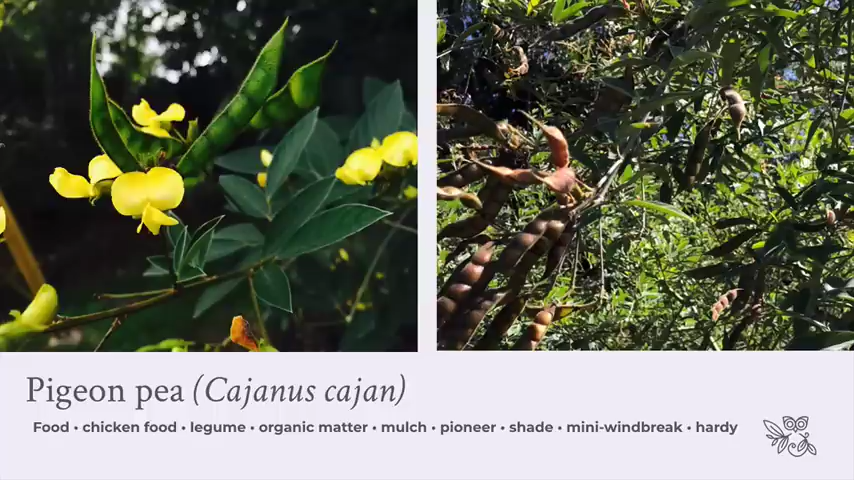 Pigeon pea (Cajanus cajan)
Food • chicken food • legume • organic matter • mulch • pioneer • shade • mini-windbreak • hardy